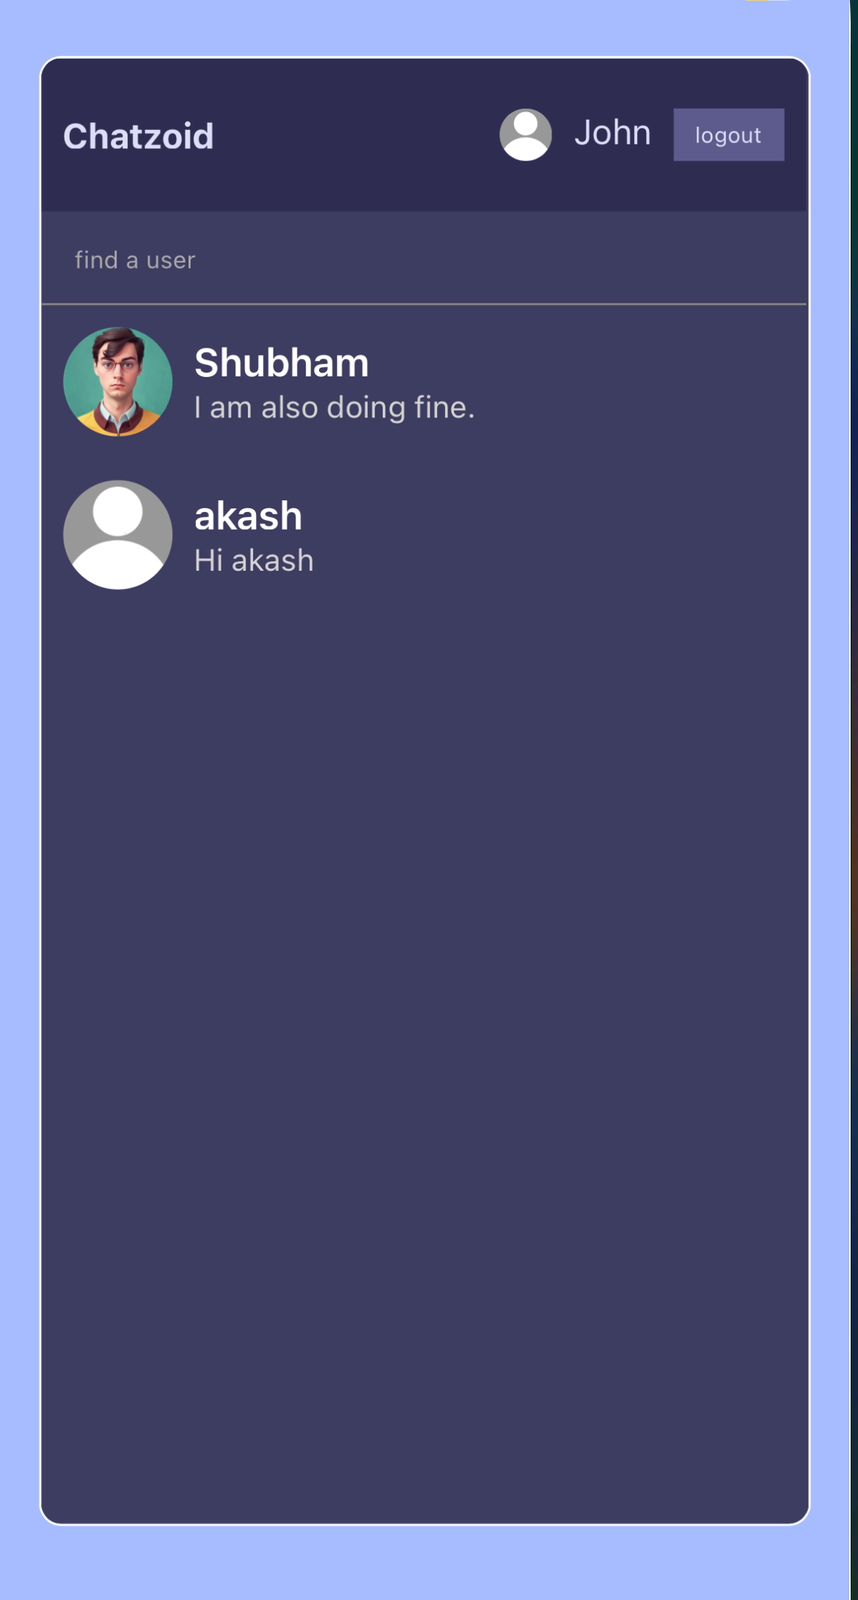 Chatzoid
John
logout
find a user
Shubham
I am also doing fine.
akash
Hi akash